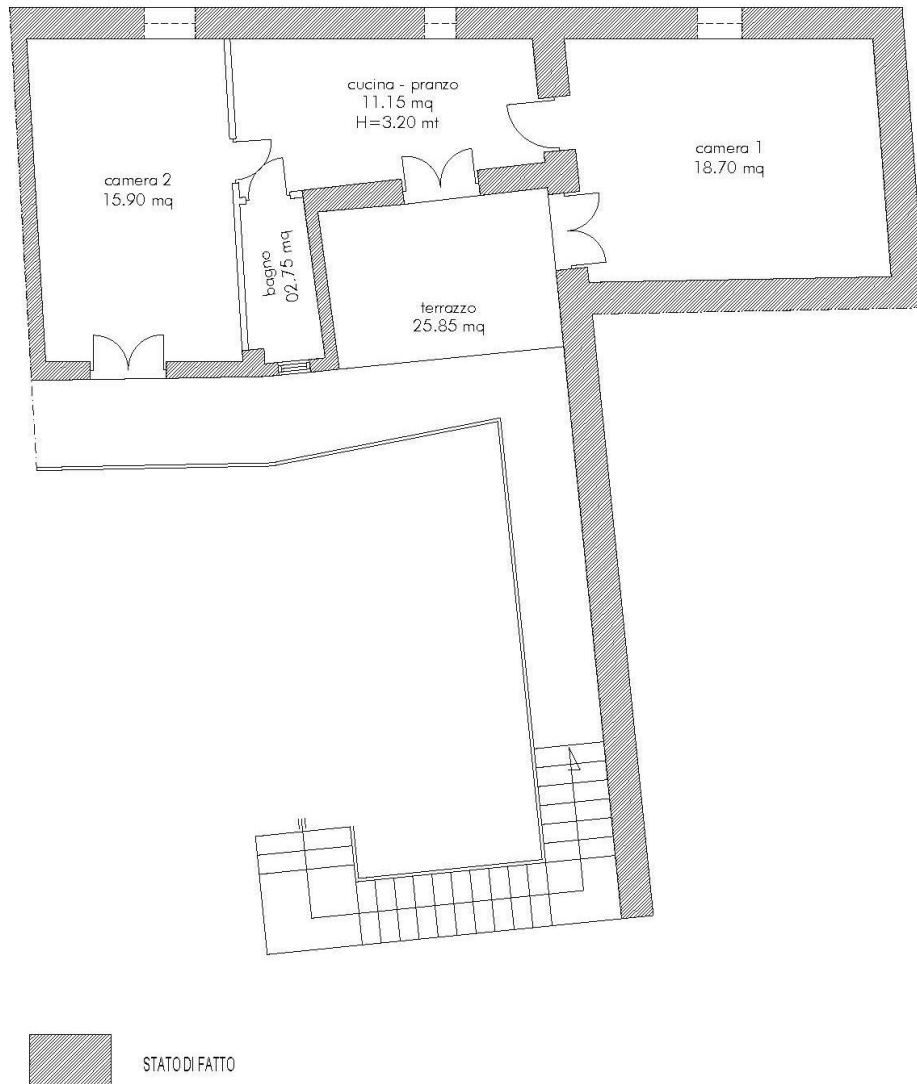 cucina - pranzo
11.15 mq
H=3.20 mt
camera 1
18.70 mq
camera 2
15.90 mq
bagno
02.75 mq
terrazzo
25.85 mq
STATO DI FATTO